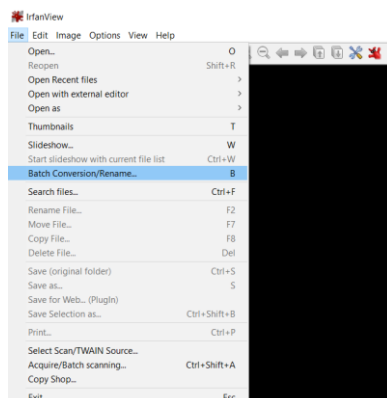 IrfanView
File Edit Image Options View Help
Open... O
Reopen Shift+R
Open Recent files >
Open with external editor >
Open as >
Thumbnails T
Slideshow... W
Start slideshow with current file list Ctrl+W
Batch Conversion/Rename... B
Search files... Ctrl+F
Rename File... F2
Move File... F7
Copy File... F8
Delete File... Del
Save (original folder) Ctrl+S
Save as... S
Save for Web... (PlugIn)
Save Selection as... Ctrl+Shift+B
Print... Ctrl+P
Select Scan/TWAIN Source...
Acquire/Batch scanning... Ctrl+Shift+A
Copy Shop...
Exit Esc